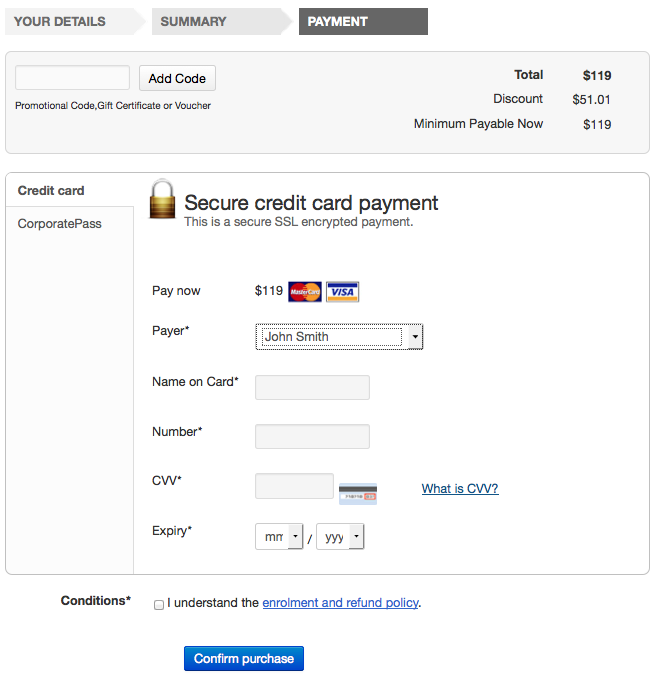 YOUR DETAILS SUMMARY PAYMENT
Add Code
Promotional Code,Gift Certificate or Voucher
Total $119
Discount $51.01
Minimum Payable Now $119
Credit card
CorporatePass
Secure credit card payment
This is a secure SSL encrypted payment.
Pay now $119 MasterCard VISA
Payer* John Smith
Name on Card*
Number*
CVV* What is CVV?
Expiry* mm / yyy
Conditions* I understand the enrolment and refund policy.
Confirm purchase